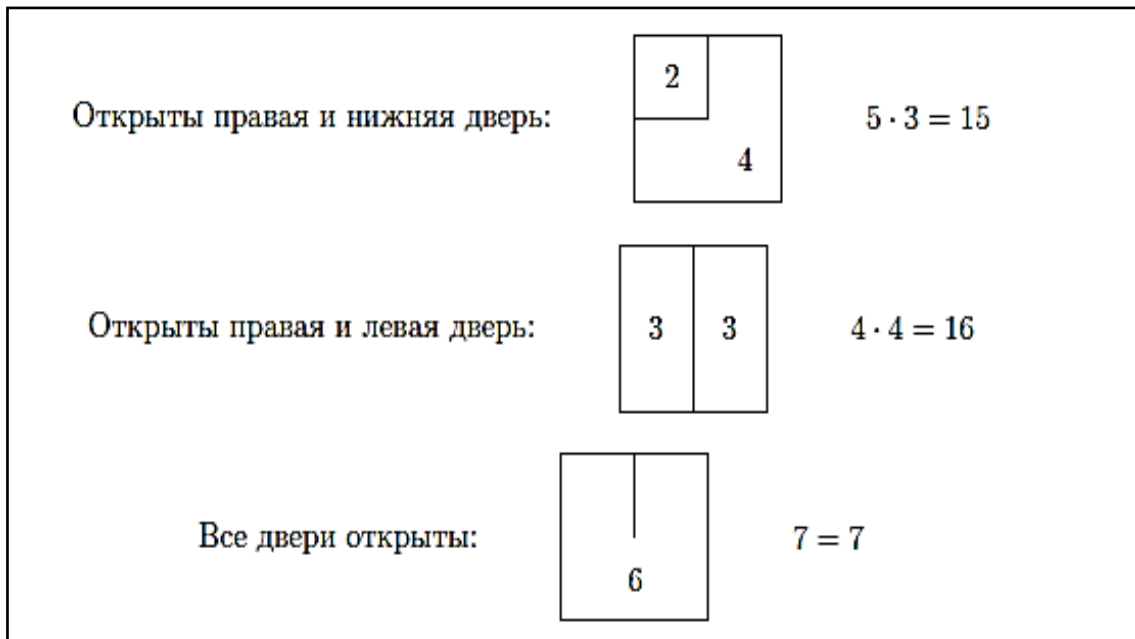 2
Открыты правая и нижняя дверь: 5 · 3 = 15
4
Открыты правая и левая дверь: 3 3 4 · 4 = 16
Все двери открыты: 7 = 7
6